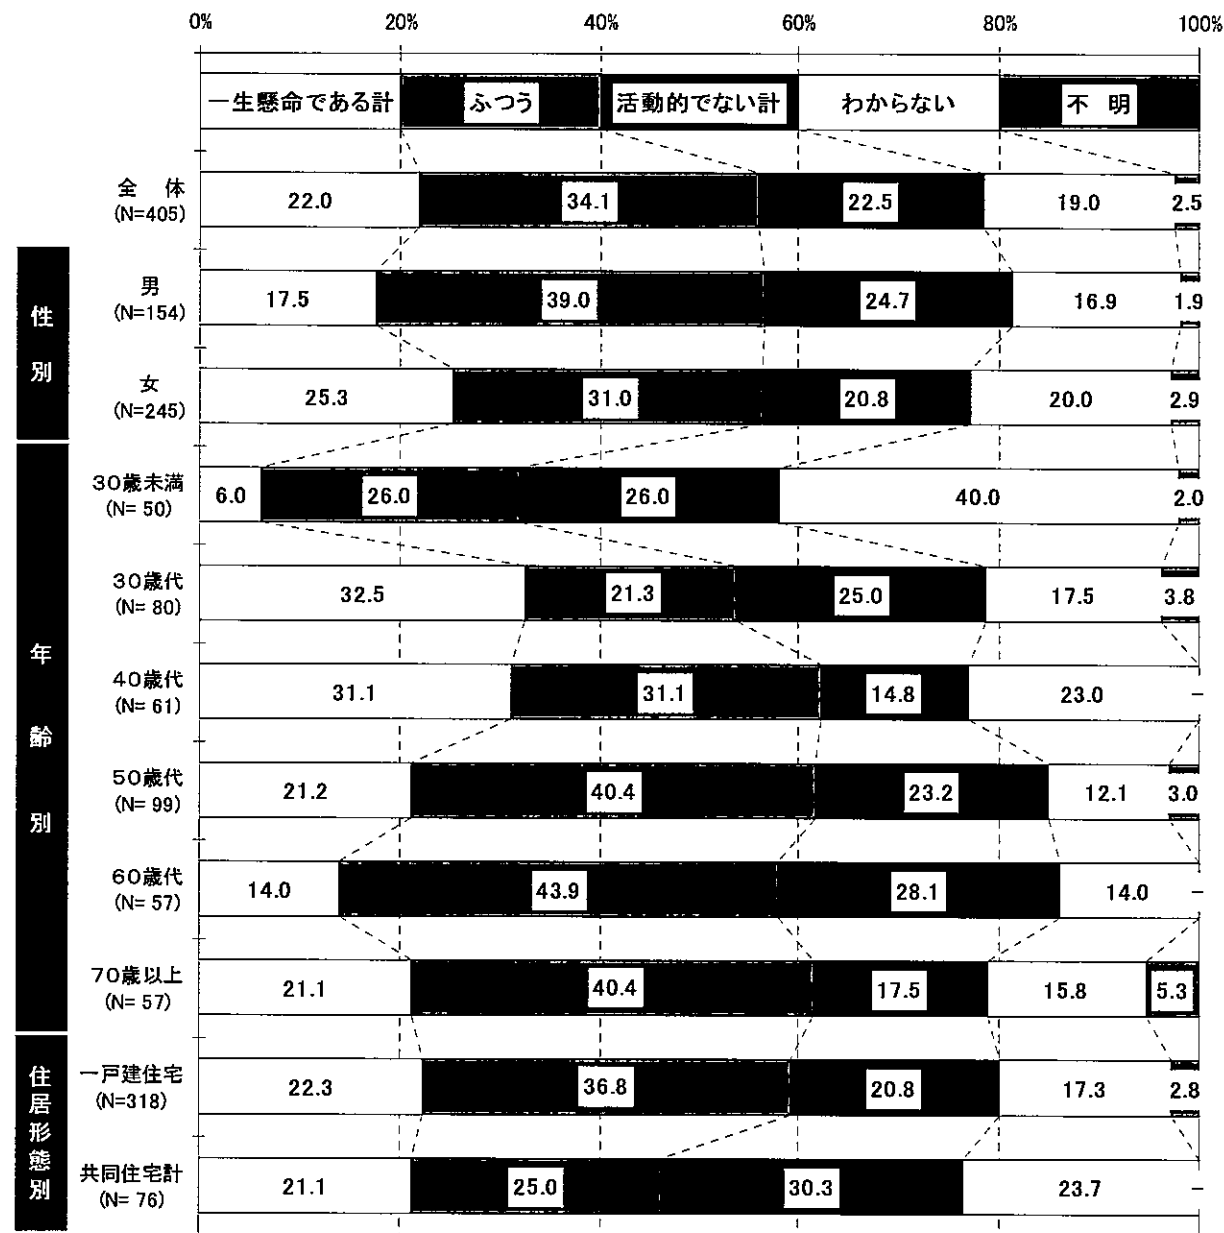 0% 20% 40% 60% 80% 100%
一生懸命である計 ふつう 活動的でない計 わからない 不 明
全 体
(N=405)
22.0 34.1 22.5 19.0 2.5
性別
男
(N=154)
17.5 39.0 24.7 16.9 1.9
女
(N=245)
25.3 31.0 20.8 20.0 2.9
年齢別
30歳未満
(N= 50)
6.0 26.0 26.0 40.0 2.0
30歳代
(N= 80)
32.5 21.3 25.0 17.5 3.8
40歳代
(N= 61)
31.1 31.1 14.8 23.0 -
50歳代
(N= 99)
21.2 40.4 23.2 12.1 3.0
60歳代
(N= 57)
14.0 43.9 28.1 14.0 -
70歳以上
(N= 57)
21.1 40.4 17.5 15.8 5.3
住居形態別
一戸建住宅
(N=318)
22.3 36.8 20.8 17.3 2.8
共同住宅計
(N= 76)
21.1 25.0 30.3 23.7 -